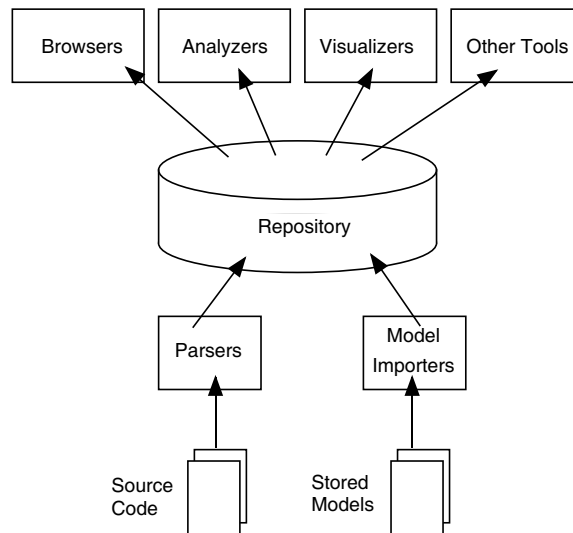 Browsers
Analyzers
Visualizers
Other Tools
Repository
Parsers
Model
Importers
Source
Code
Stored
Models